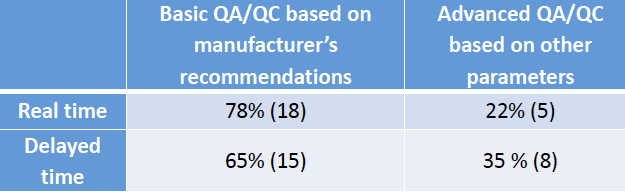 Basic QA/QC based on
manufacturer's
recommendations
Advanced QA/QC
based on other
parameters
Real time
78% (18)
22% (5)
Delayed
time
65% (15)
35 % (8)